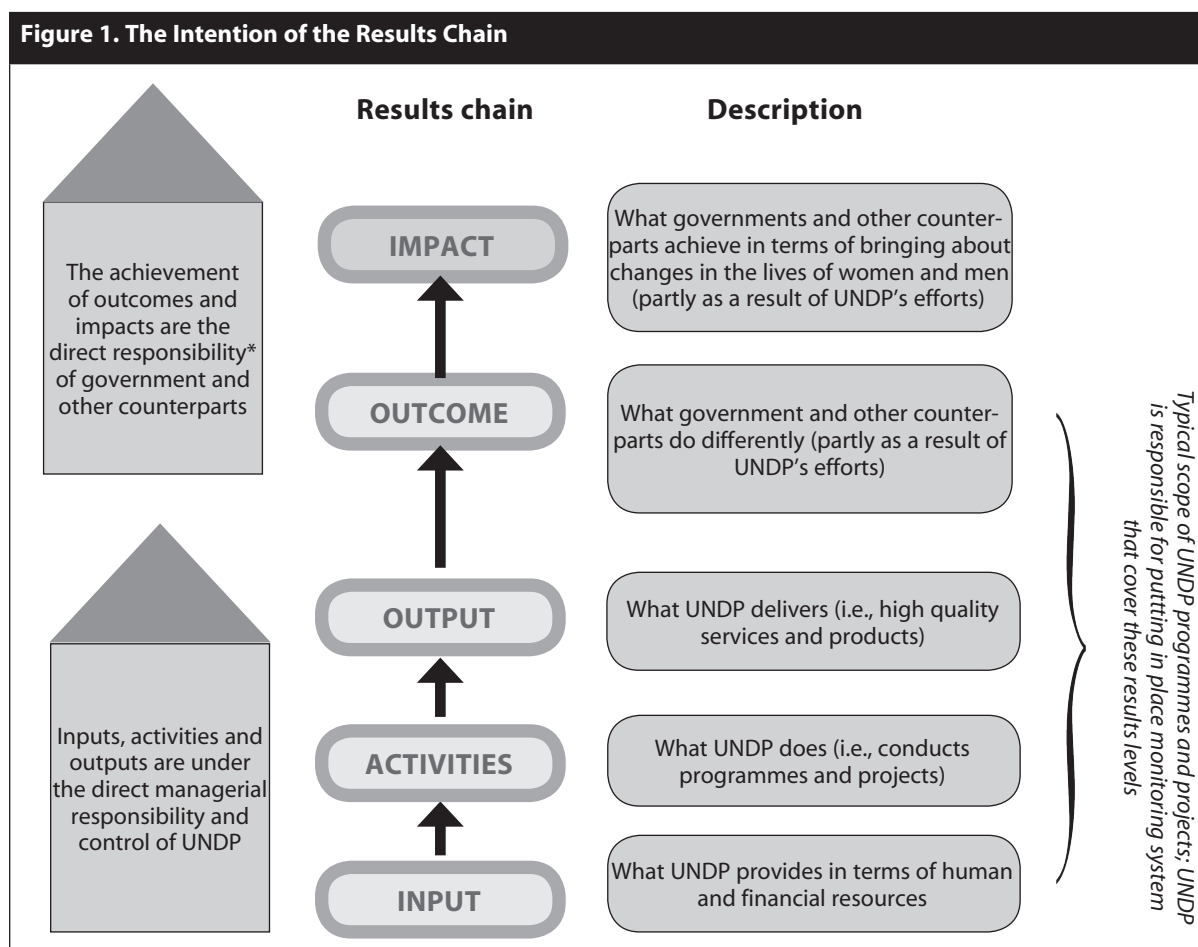 Figure 1. The Intention of the Results Chain
Results chain
Description
The achievement
of outcomes and
impacts are the
direct responsibility*
of government and
other counterparts
Inputs, activities and
outputs are under
the direct managerial
responsibility and
control of UNDP
IMPACT
What governments and other counter-
parts achieve in terms of bringing about
changes in the lives of women and men
(partly as a result of UNDP’s efforts)
OUTCOME
What government and other counter-
parts do differently (partly as a result of
UNDP’s efforts)
OUTPUT
What UNDP delivers (i.e., high quality
services and products)
ACTIVITIES
What UNDP does (i.e., conducts
programmes and projects)
INPUT
What UNDP provides in terms of human
and financial resources
Typical scope of UNDP programmes and projects; UNDP
is responsible for puttting in place monitoring system
that cover these results levels